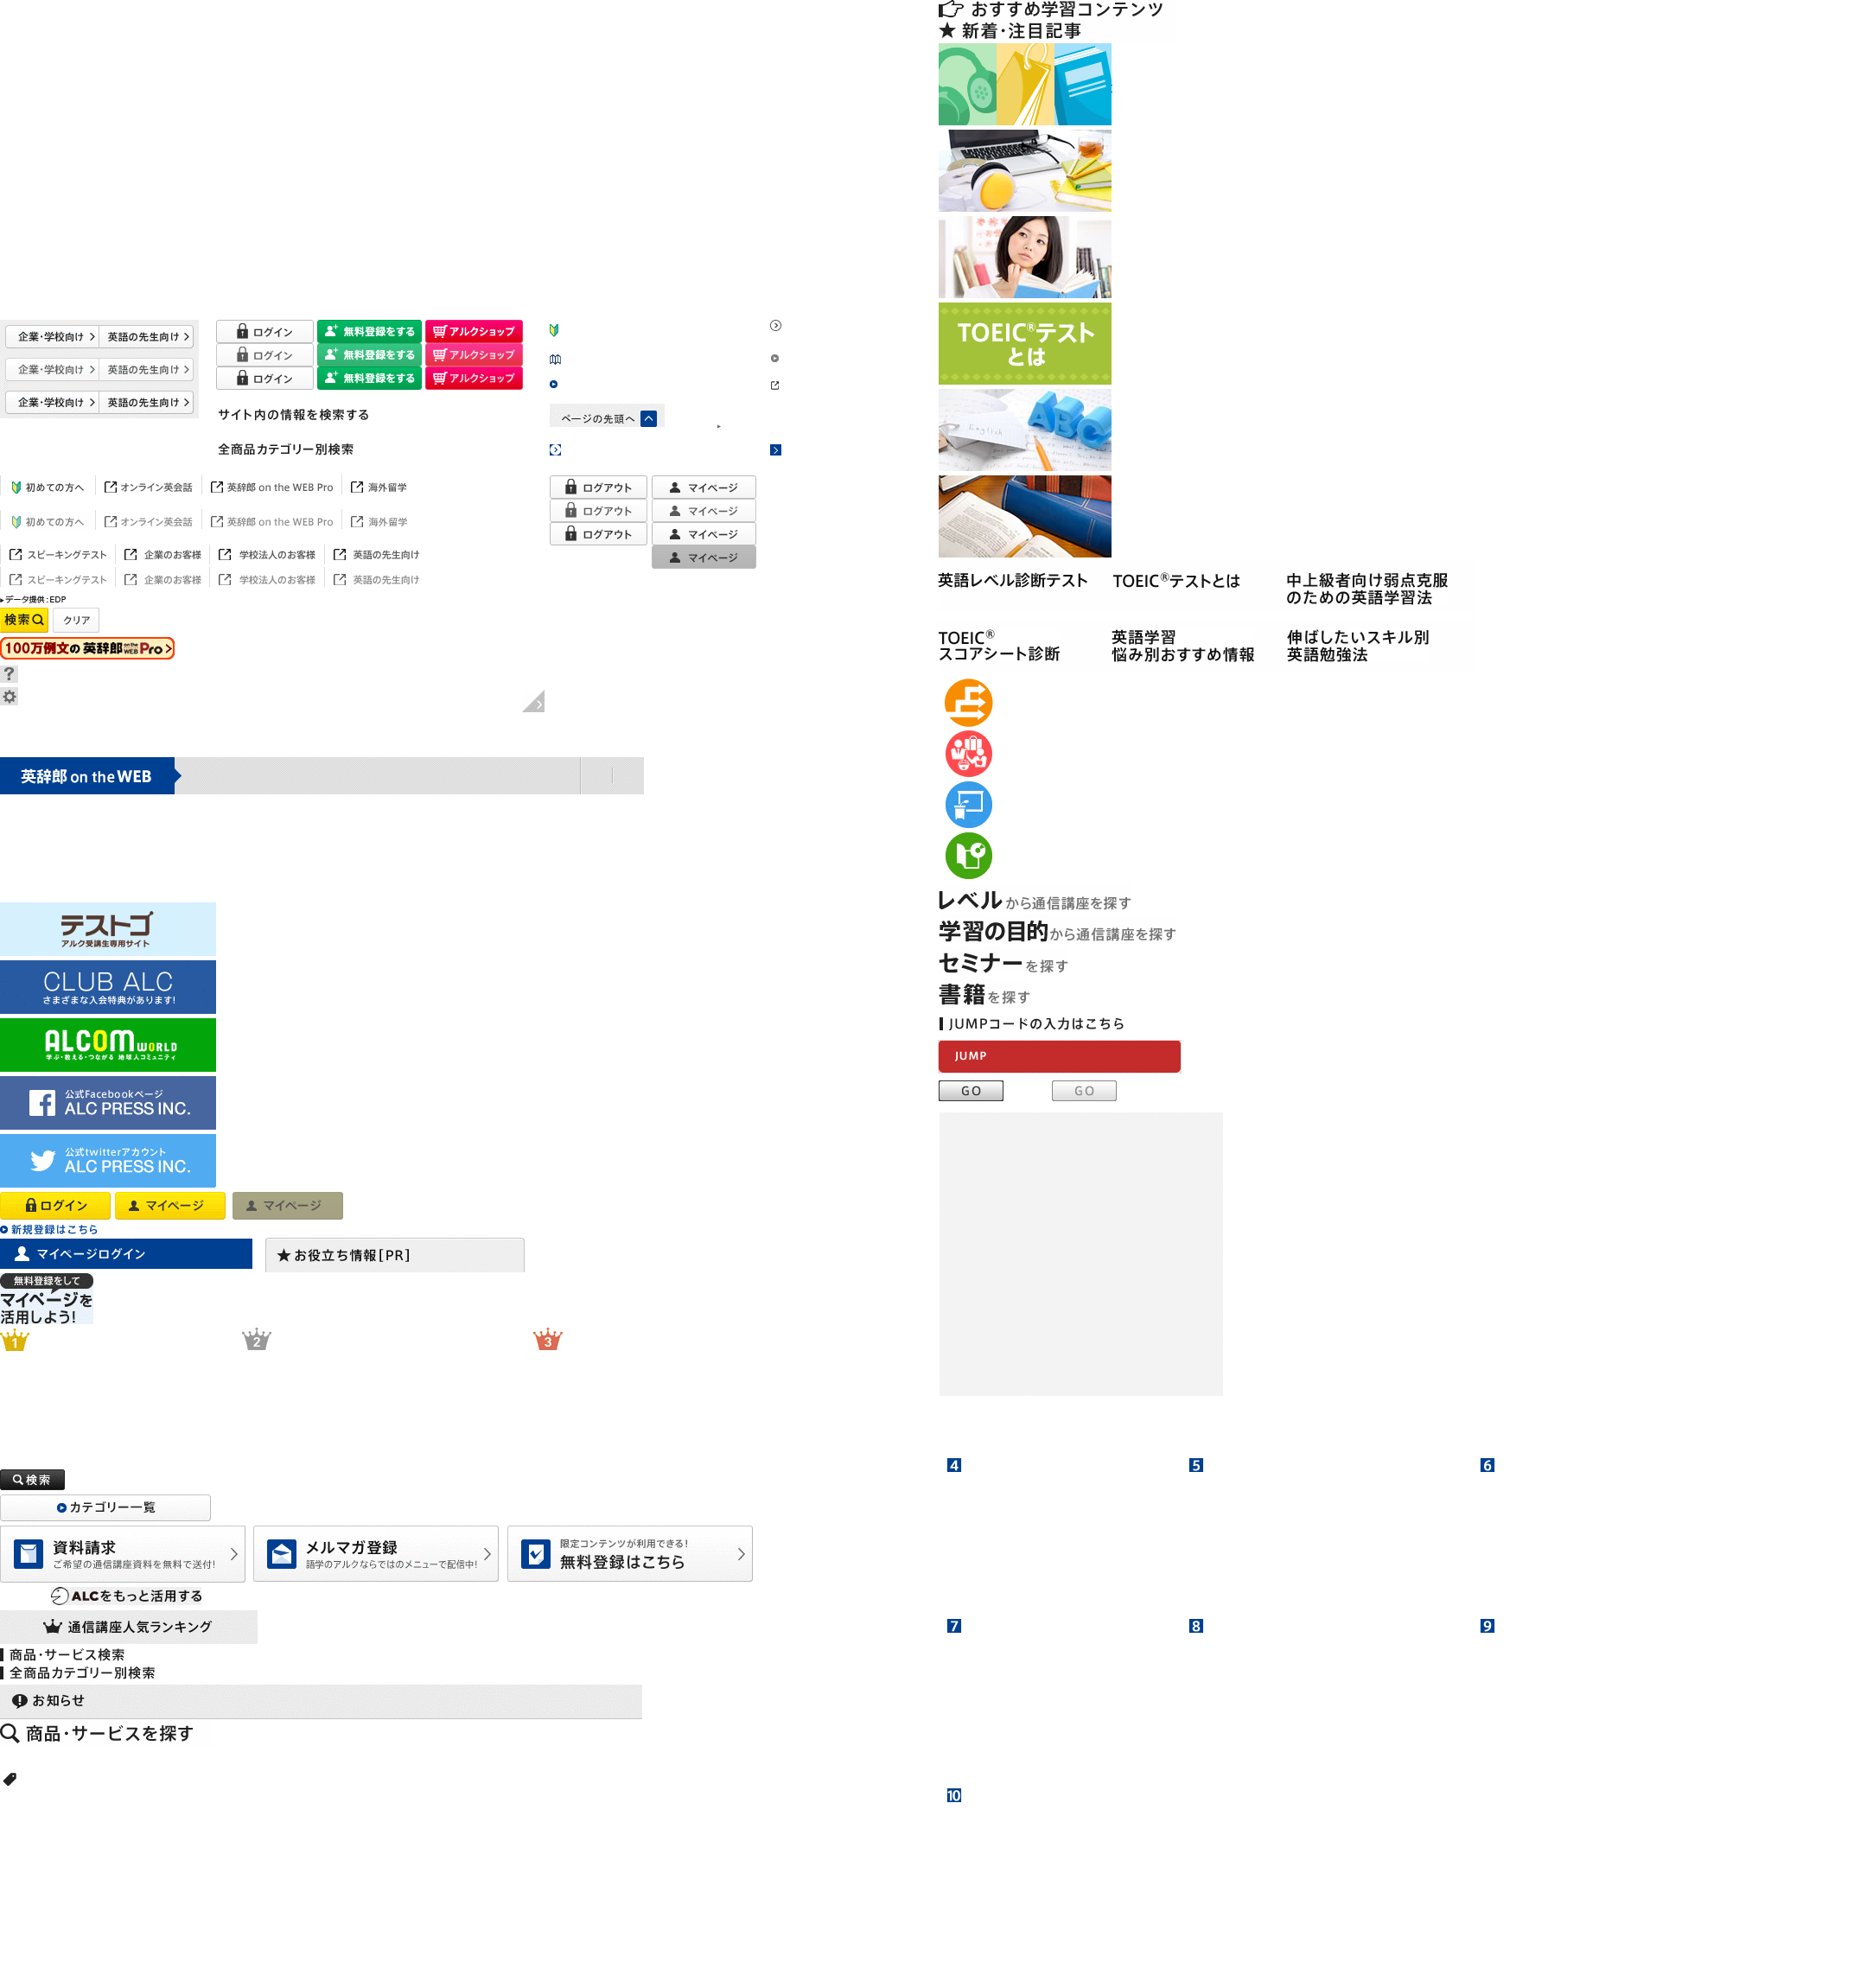 企業・学校向け 英語の先生向け
企業・学校向け 英語の先生向け
企業・学校向け 英語の先生向け
ログイン 無料登録をする アルクショップ
ログイン 無料登録をする アルクショップ
ログイン 無料登録をする アルクショップ
サイト内の情報を検索する
全商品カテゴリー別検索
ページの先頭へ
初めての方へ オンライン英会話 英辞郎 on the WEB Pro 海外留学
初めての方へ オンライン英会話 英辞郎 on the WEB Pro 海外留学
スピーキングテスト 企業のお客様 学校法人のお客様 英語の先生向け
スピーキングテスト 企業のお客様 学校法人のお客様 英語の先生向け
ログアウト マイページ
ログアウト マイページ
ログアウト マイページ
マイページ
データ提供:EDP
検索 クリア
100万例文の 英辞郎 on the WEB Pro
?
英辞郎 on the WEB
テストゴ
アルク受講生専用サイト
CLUB ALC
さまざまな入会特典があります!
ALCOM WORLD
学ぶ・教える・つながる 地球人コミュニティ
公式Facebookページ
ALC PRESS INC.
公式twitterアカウント
ALC PRESS INC.
ログイン マイページ マイページ
新規登録はこちら
マイページログイン
お役立ち情報[PR]
無料登録をして
マイページを
活用しよう!
1 2 3
検索
カテゴリー一覧
資料請求
ご希望の通信講座資料を無料で送付!
メルマガ登録
語学のアルクならではのメニューで配信中!
限定コンテンツが利用できる!
無料登録はこちら
ALCをもっと活用する
通信講座人気ランキング
商品・サービス検索
全商品カテゴリー別検索
お知らせ
商品・サービスを探す
おすすめ学習コンテンツ
新着・注目記事
TOEIC®テスト
とは
English
ABC
英語レベル診断テスト
TOEIC®テストとは
中上級者向け弱点克服
のための英語学習法
TOEIC®
スコアシート診断
英語学習
悩み別おすすめ情報
伸ばしたいスキル別
英語勉強法
レベルから通信講座を探す
学習の目的から通信講座を探す
セミナーを探す
書籍を探す
JUMPコードの入力はこちら
JUMP
GO GO
4 5 6
7 8 9
10